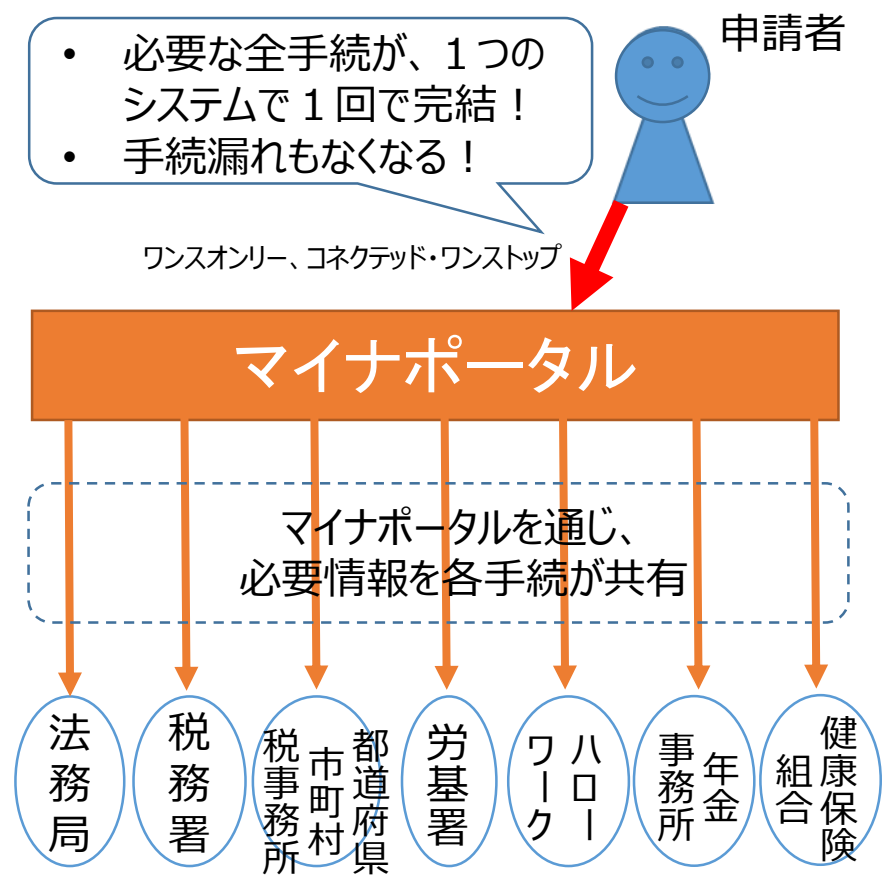 申請者
• 必要な全手続が、１つの
システムで１回で完結！
• 手続漏れもなくなる！
ワンスオンリー、コネクテッド・ワンストップ
マイナポータル
マイナポータルを通じ、
必要情報を各手続が共有
法務局
税務署
都道府県
市町村
税事務所
労基署
ハロー
ワーク
年金
事務所
健康保険
組合